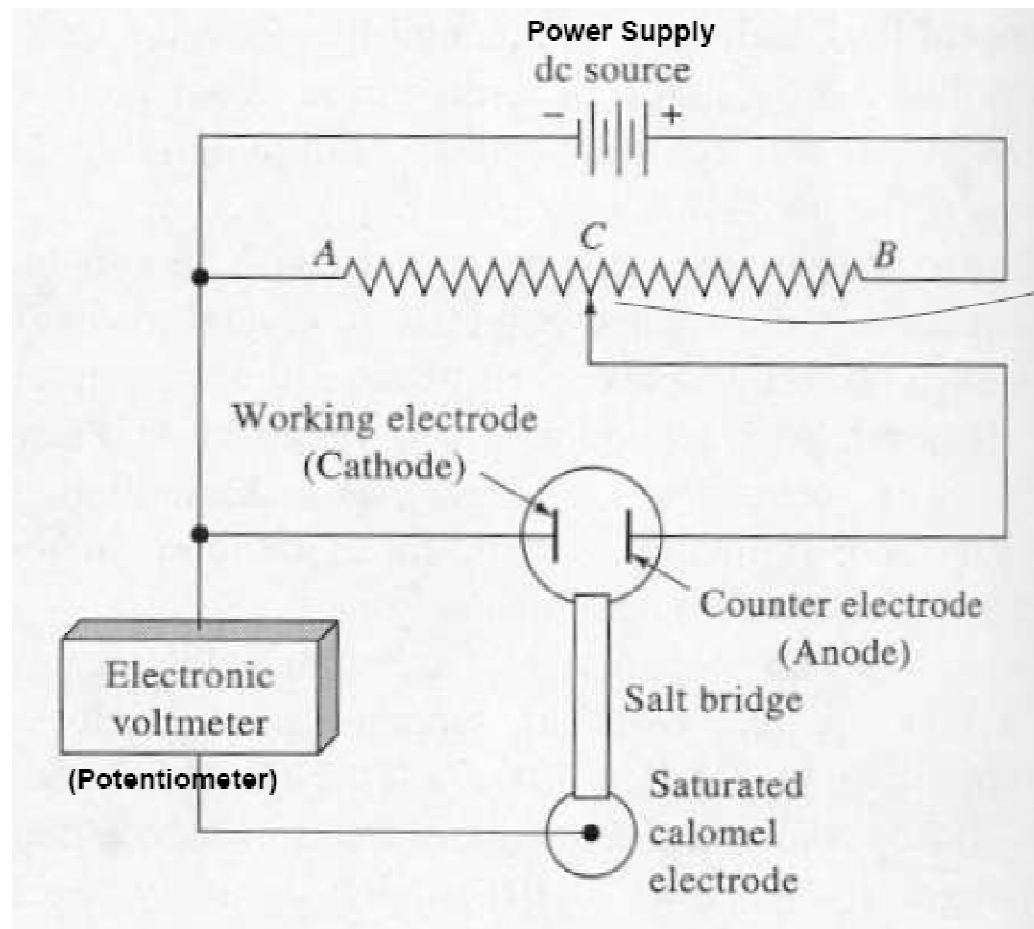 Power Supply
dc source
− +
A C B
Working electrode
(Cathode)
Counter electrode
(Anode)
Electronic
voltmeter
(Potentiometer)
Salt bridge
Saturated
calomel
electrode